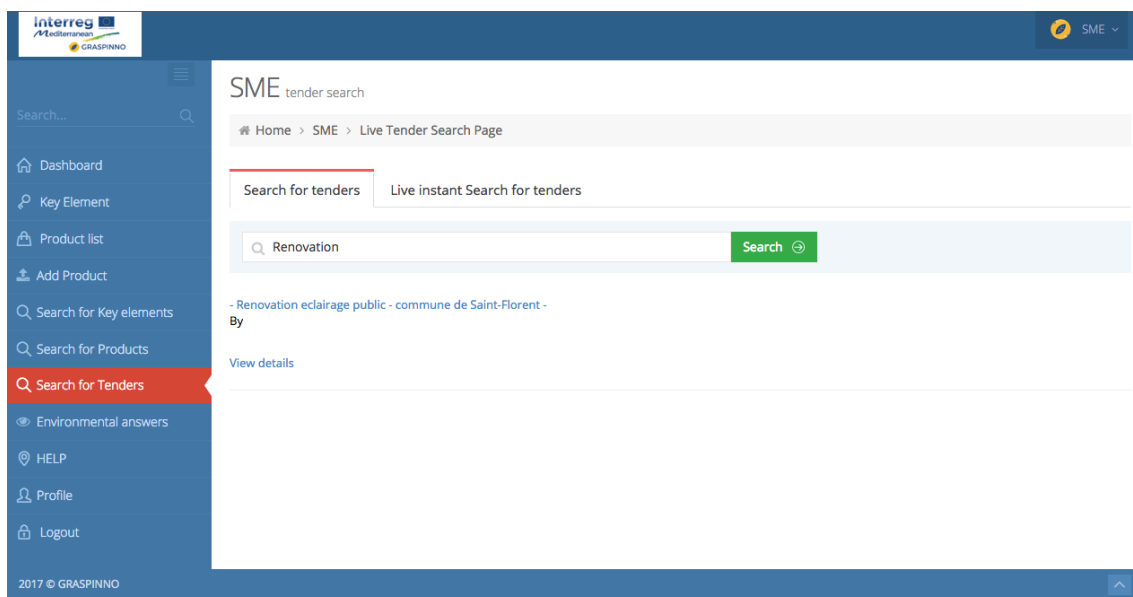 Interreg
Mediterranean
GRASPINNO
SME
Search...
Dashboard
Key Element
Product list
Add Product
Search for Key elements
Search for Products
Search for Tenders
Environmental answers
HELP
Profile
Logout
SME tender search
Home > SME > Live Tender Search Page
Search for tenders Live instant Search for tenders
Renovation Search
- Renovation eclairage public - commune de Saint-Florent -
By
View details
2017 © GRASPINNO